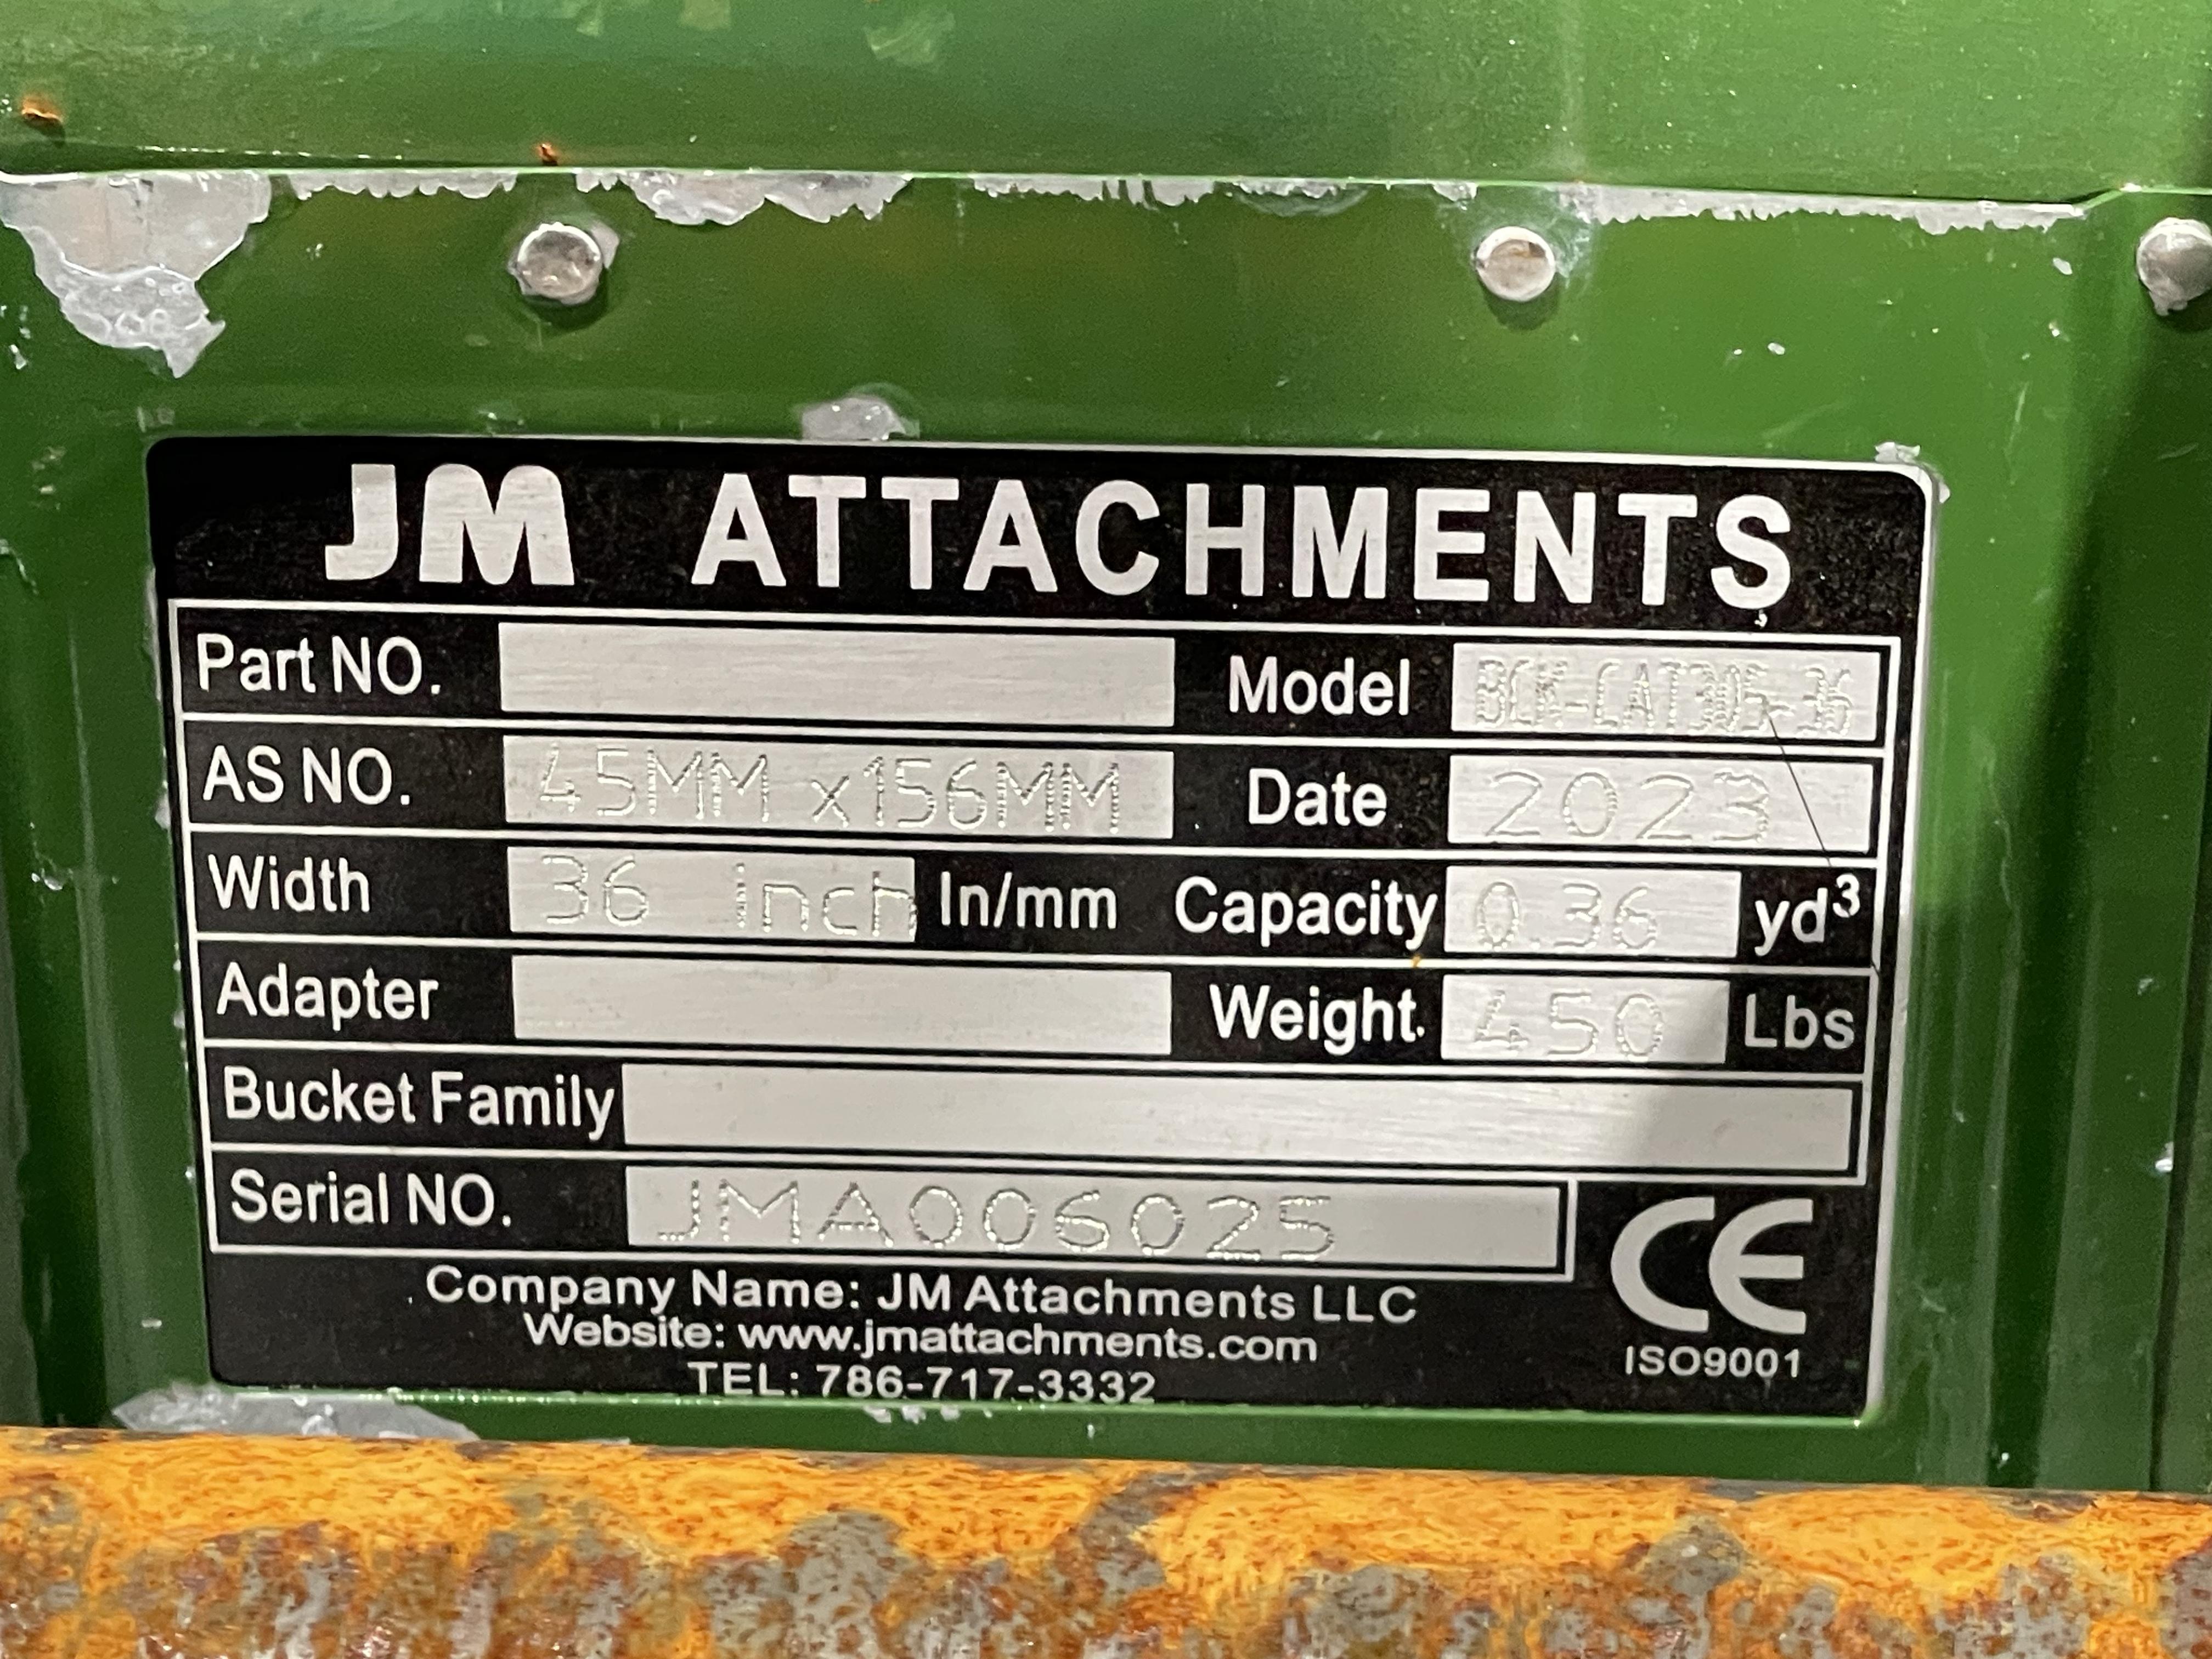 JM ATTACHMENTS
Part NO. Model BCK-CAT305-36
AS NO. 45MM x156MM Date 2023
Width 36 inch In/mm Capacity 0.36 yd³
Adapter Weight. 450 Lbs
Bucket Family
Serial NO. JMA006025
CE
ISO9001
Company Name: JM Attachments LLC
Website: www.jmattachments.com
TEL: 786-717-3332